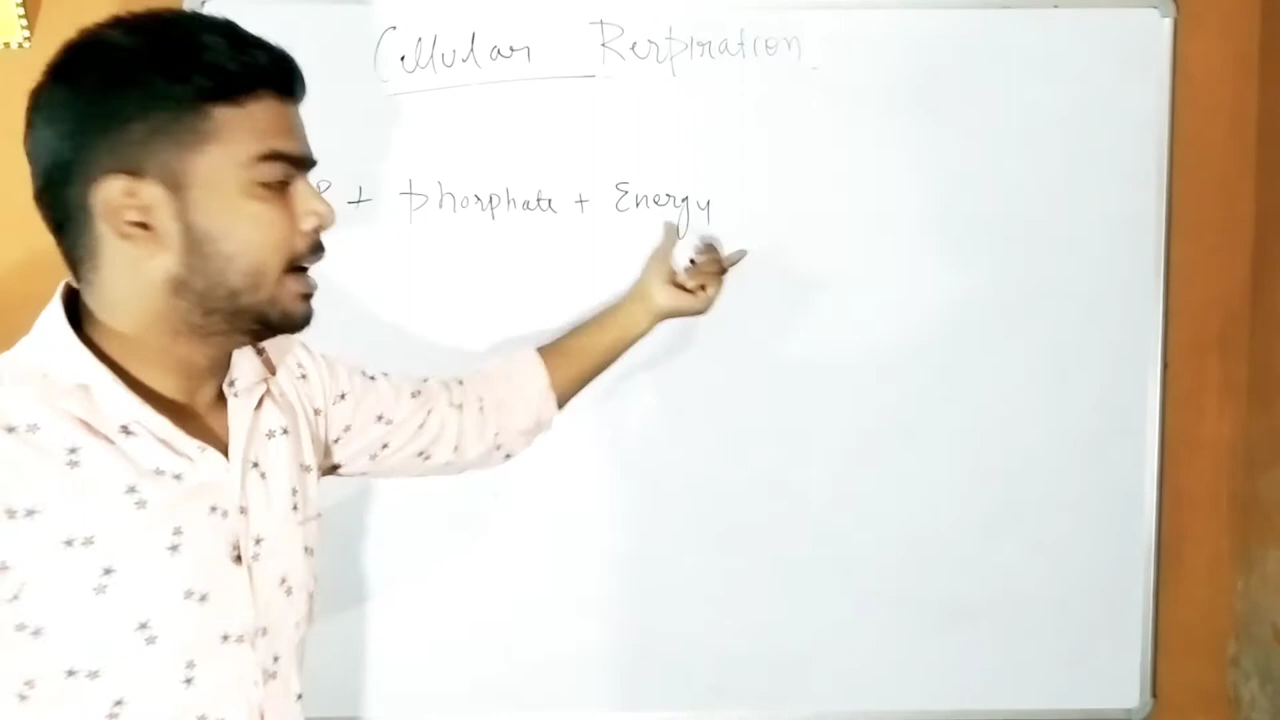 Cellular Respiration
P + phosphate + Energy